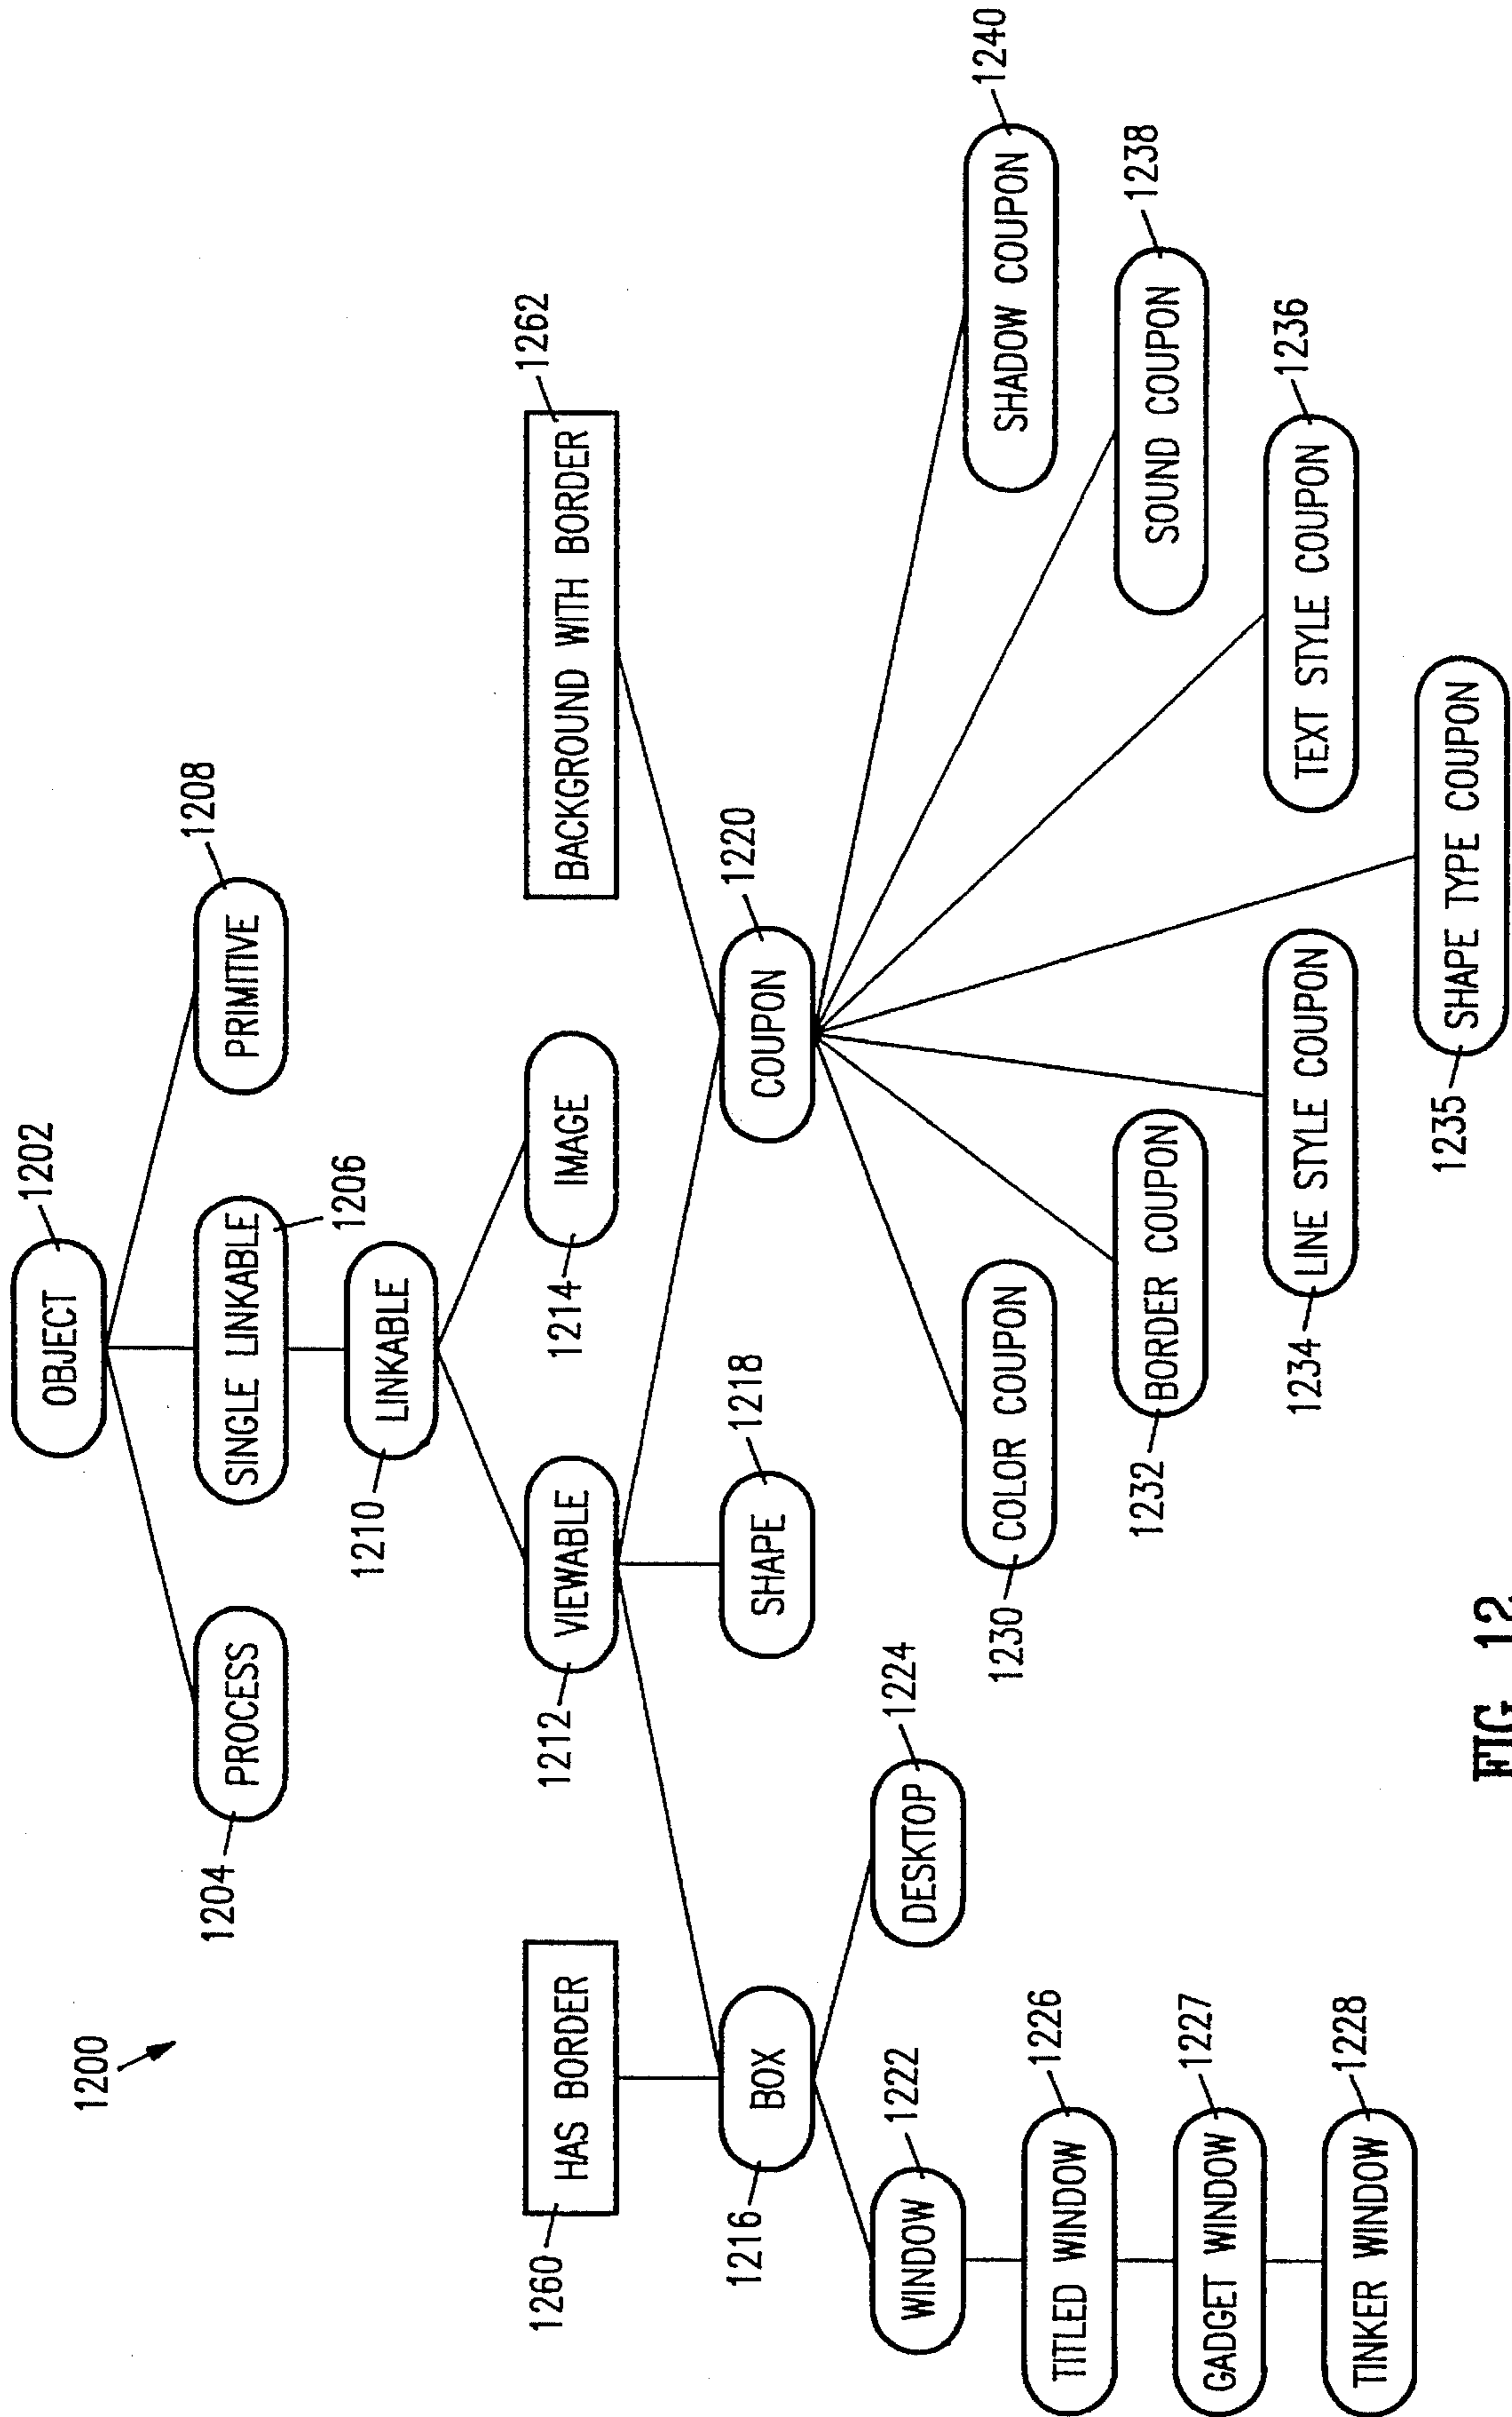 1200
OBJECT
1202
PROCESS
1204
SINGLE LINKABLE
1206
PRIMITIVE
1208
LINKABLE
1210
HAS BORDER
1260
VIEWABLE
1212
IMAGE
1214
BACKGROUND WITH BORDER
1262
BOX
1216
SHAPE
1218
COUPON
1220
WINDOW
1222
DESKTOP
1224
COLOR COUPON
1230
SHADOW COUPON
1240
TITLED WINDOW
1226
BORDER COUPON
1232
SOUND COUPON
1238
GADGET WINDOW
1227
LINE STYLE COUPON
1234
TEXT STYLE COUPON
1236
TINKER WINDOW
1228
SHAPE TYPE COUPON
1235
FIG. 12